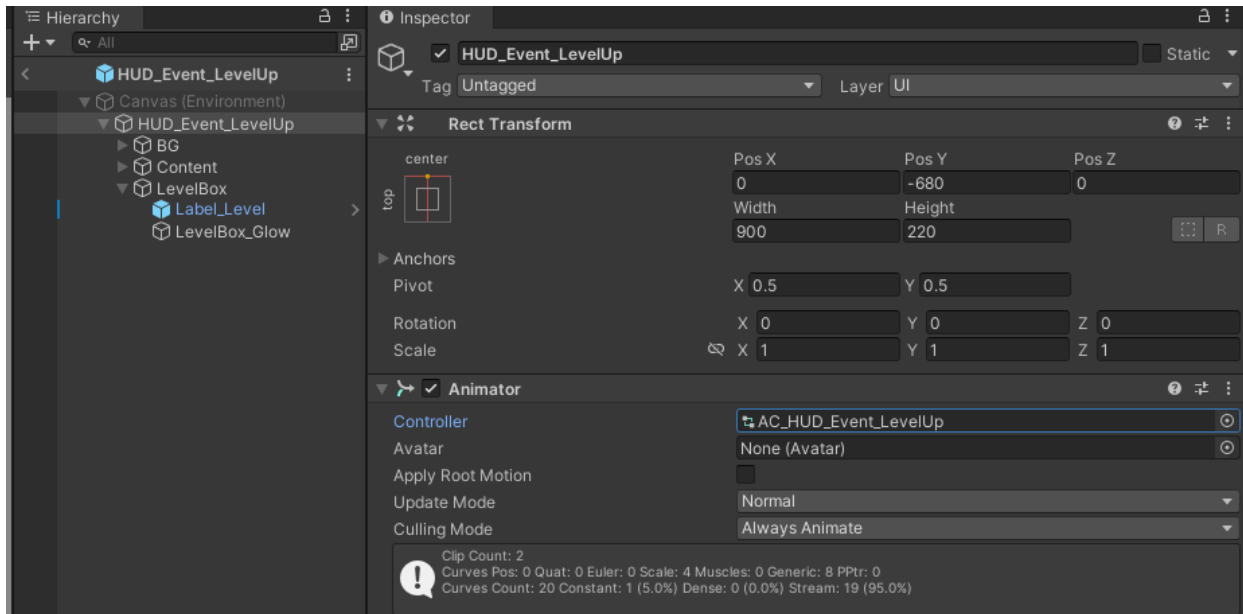 Hierarchy
All
HUD_Event_LevelUp
Canvas (Environment)
HUD_Event_LevelUp
BG
Content
LevelBox
Label_Level
LevelBox_Glow
Inspector
HUD_Event_LevelUp Static
Tag Untagged Layer UI
Rect Transform
center
top
Pos X Pos Y Pos Z
0 -680 0
Width Height
900 220
R
Anchors
Pivot X 0.5 Y 0.5
Rotation X 0 Y 0 Z 0
Scale X 1 Y 1 Z 1
Animator
Controller AC_HUD_Event_LevelUp
Avatar None (Avatar)
Apply Root Motion
Update Mode Normal
Culling Mode Always Animate
Clip Count: 2
Curves Pos: 0 Quat: 0 Euler: 0 Scale: 4 Muscles: 0 Generic: 8 PPtr: 0
Curves Count: 20 Constant: 1 (5.0%) Dense: 0 (0.0%) Stream: 19 (95.0%)